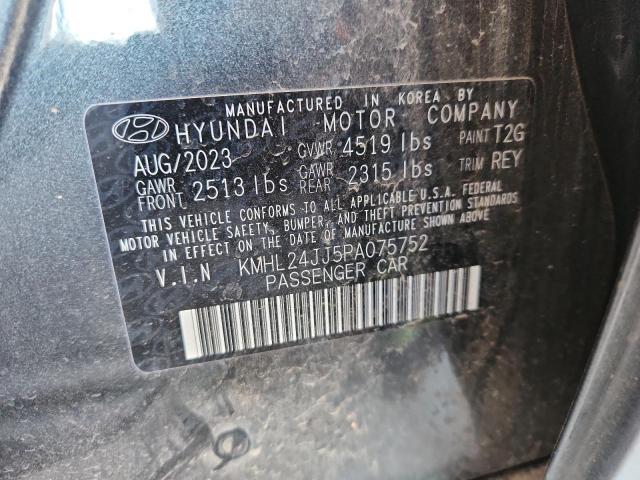 MANUFACTURED IN KOREA BY
HYUNDAI MOTOR COMPANY
AUG/2023 GVWR 4519 lbs PAINT T2G
GAWR FRONT 2513 lbs GAWR REAR 2315 lbs TRIM REY
THIS VEHICLE CONFORMS TO ALL APPLICABLE U.S.A. FEDERAL
MOTOR VEHICLE SAFETY, BUMPER, AND THEFT PREVENTION STANDARDS
IN EFFECT ON THE DATE OF MANUFACTURE SHOWN ABOVE.
V.I.N KMHL24JJ5PA075752
PASSENGER CAR